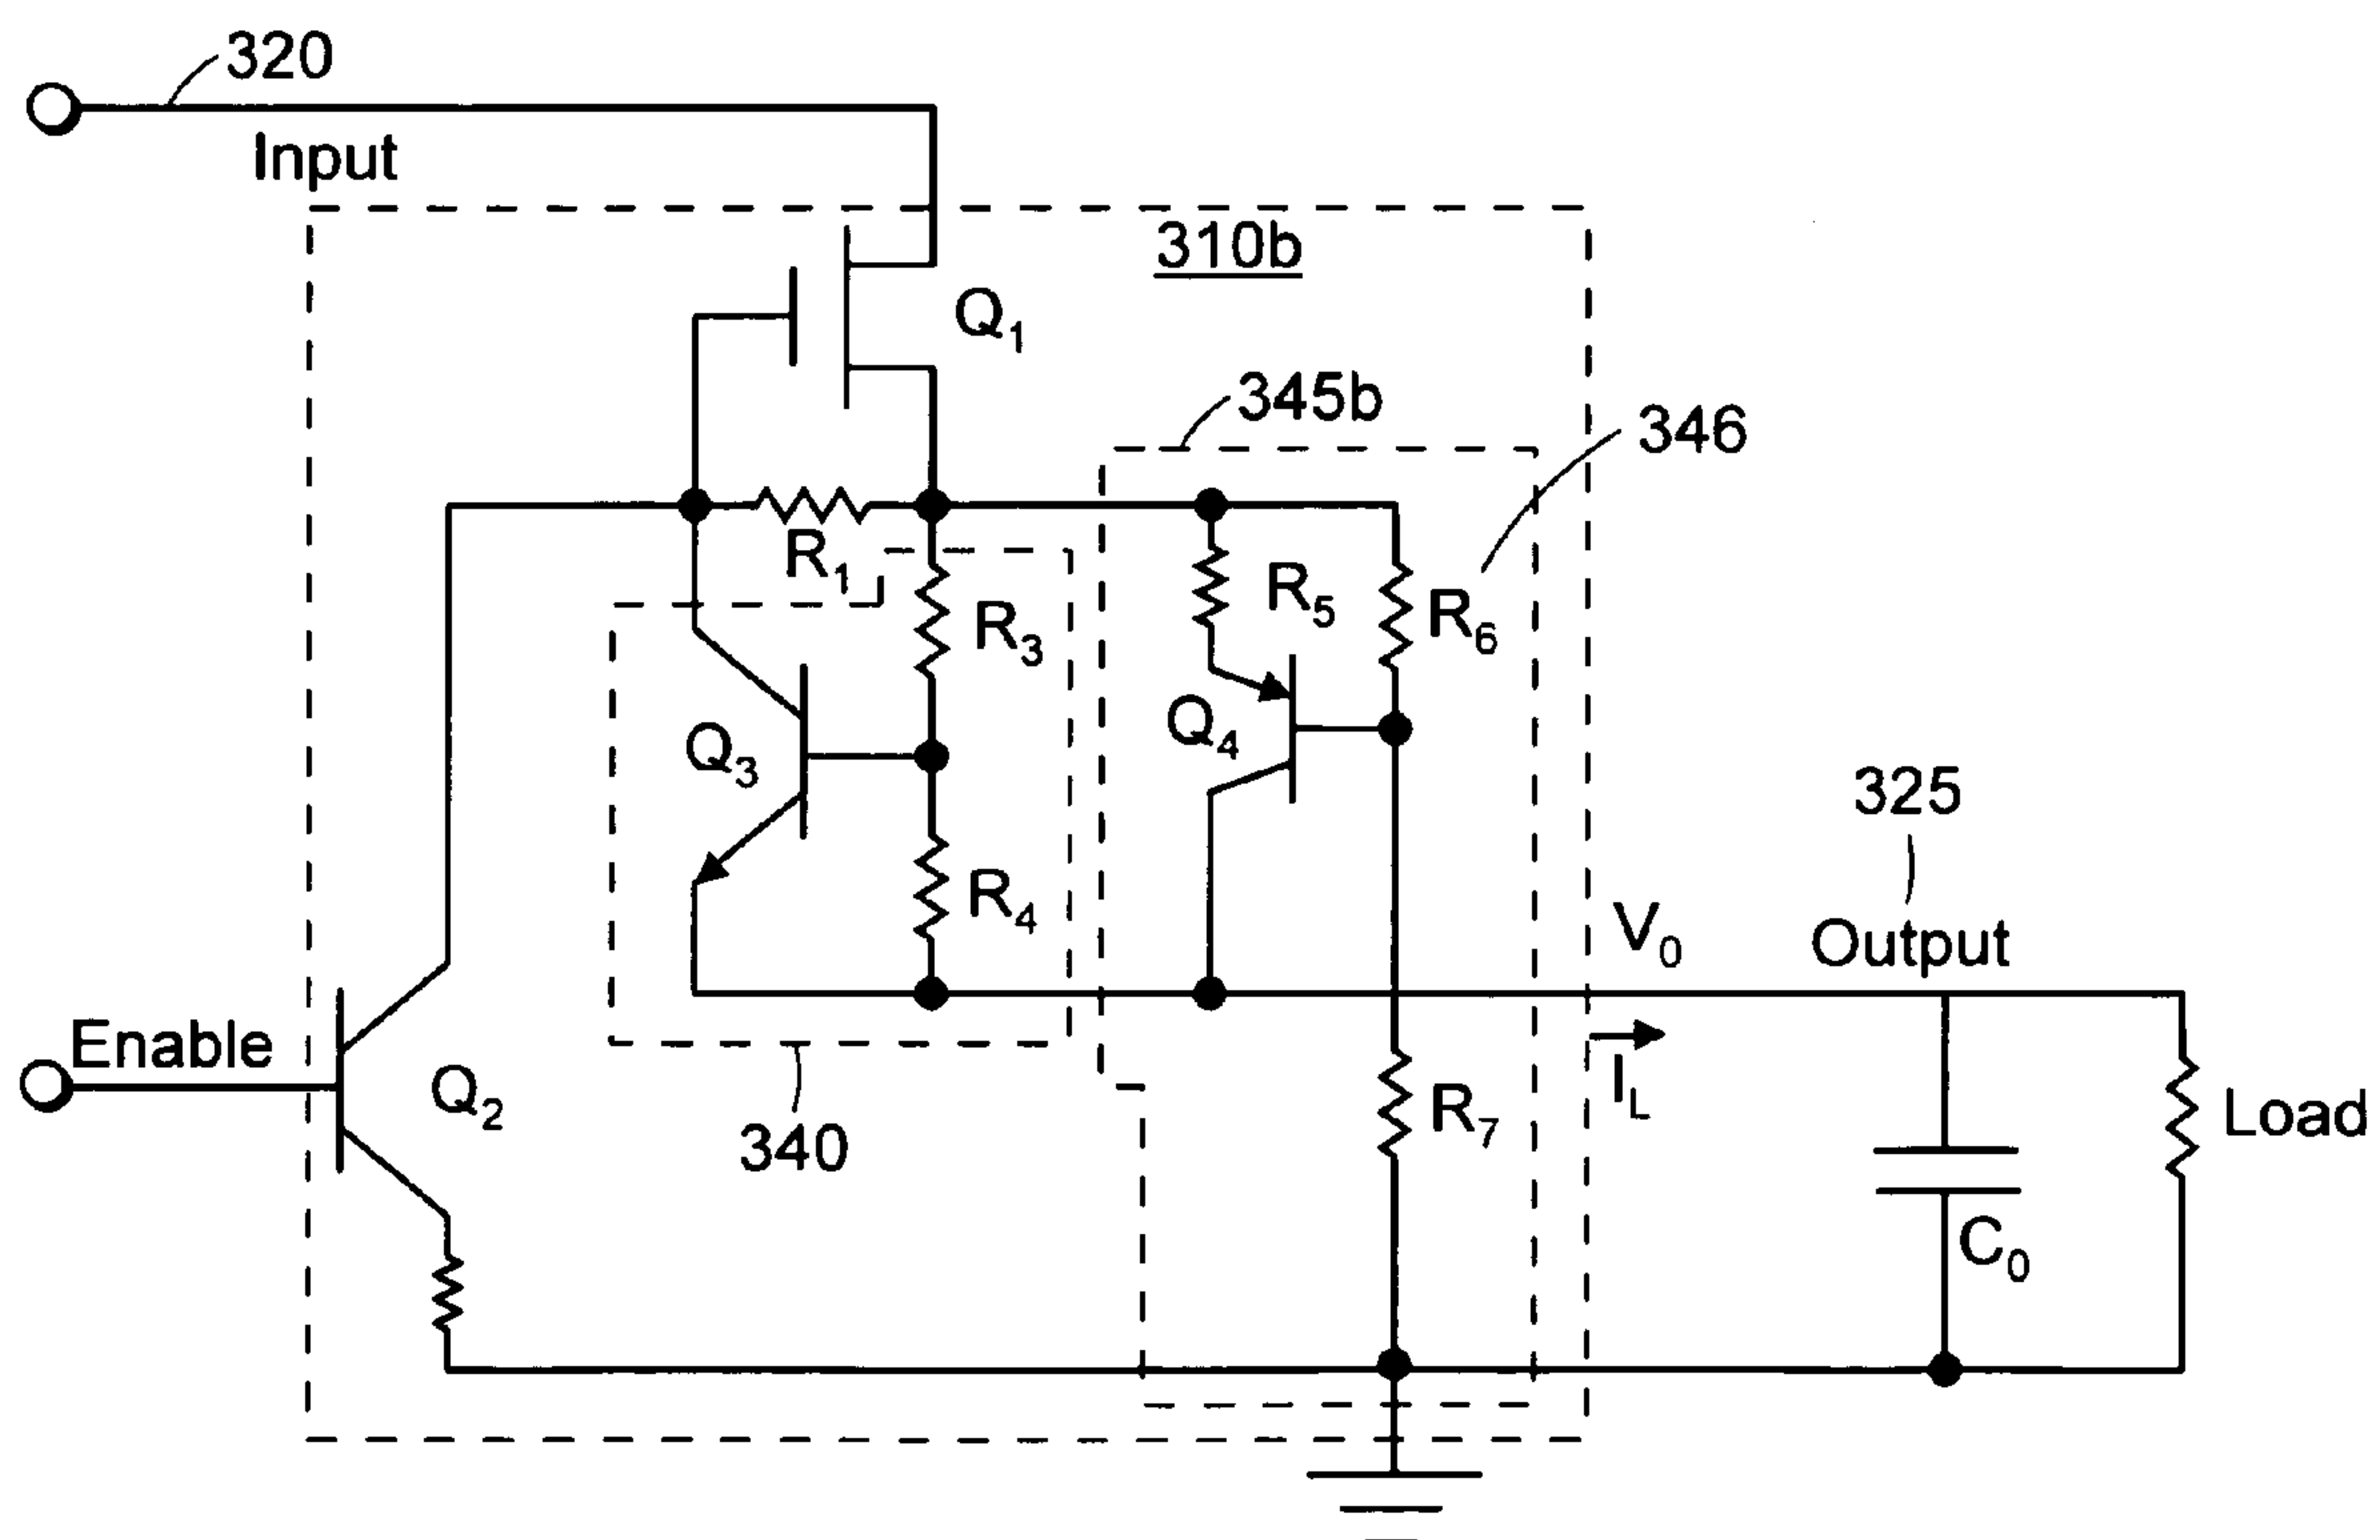 320
Input
310b
Q1
345b
346
R1
R3
R5
R6
Q3
Q4
R4
325
V0
Output
Enable
Q2
340
IL
R7
Load
C0